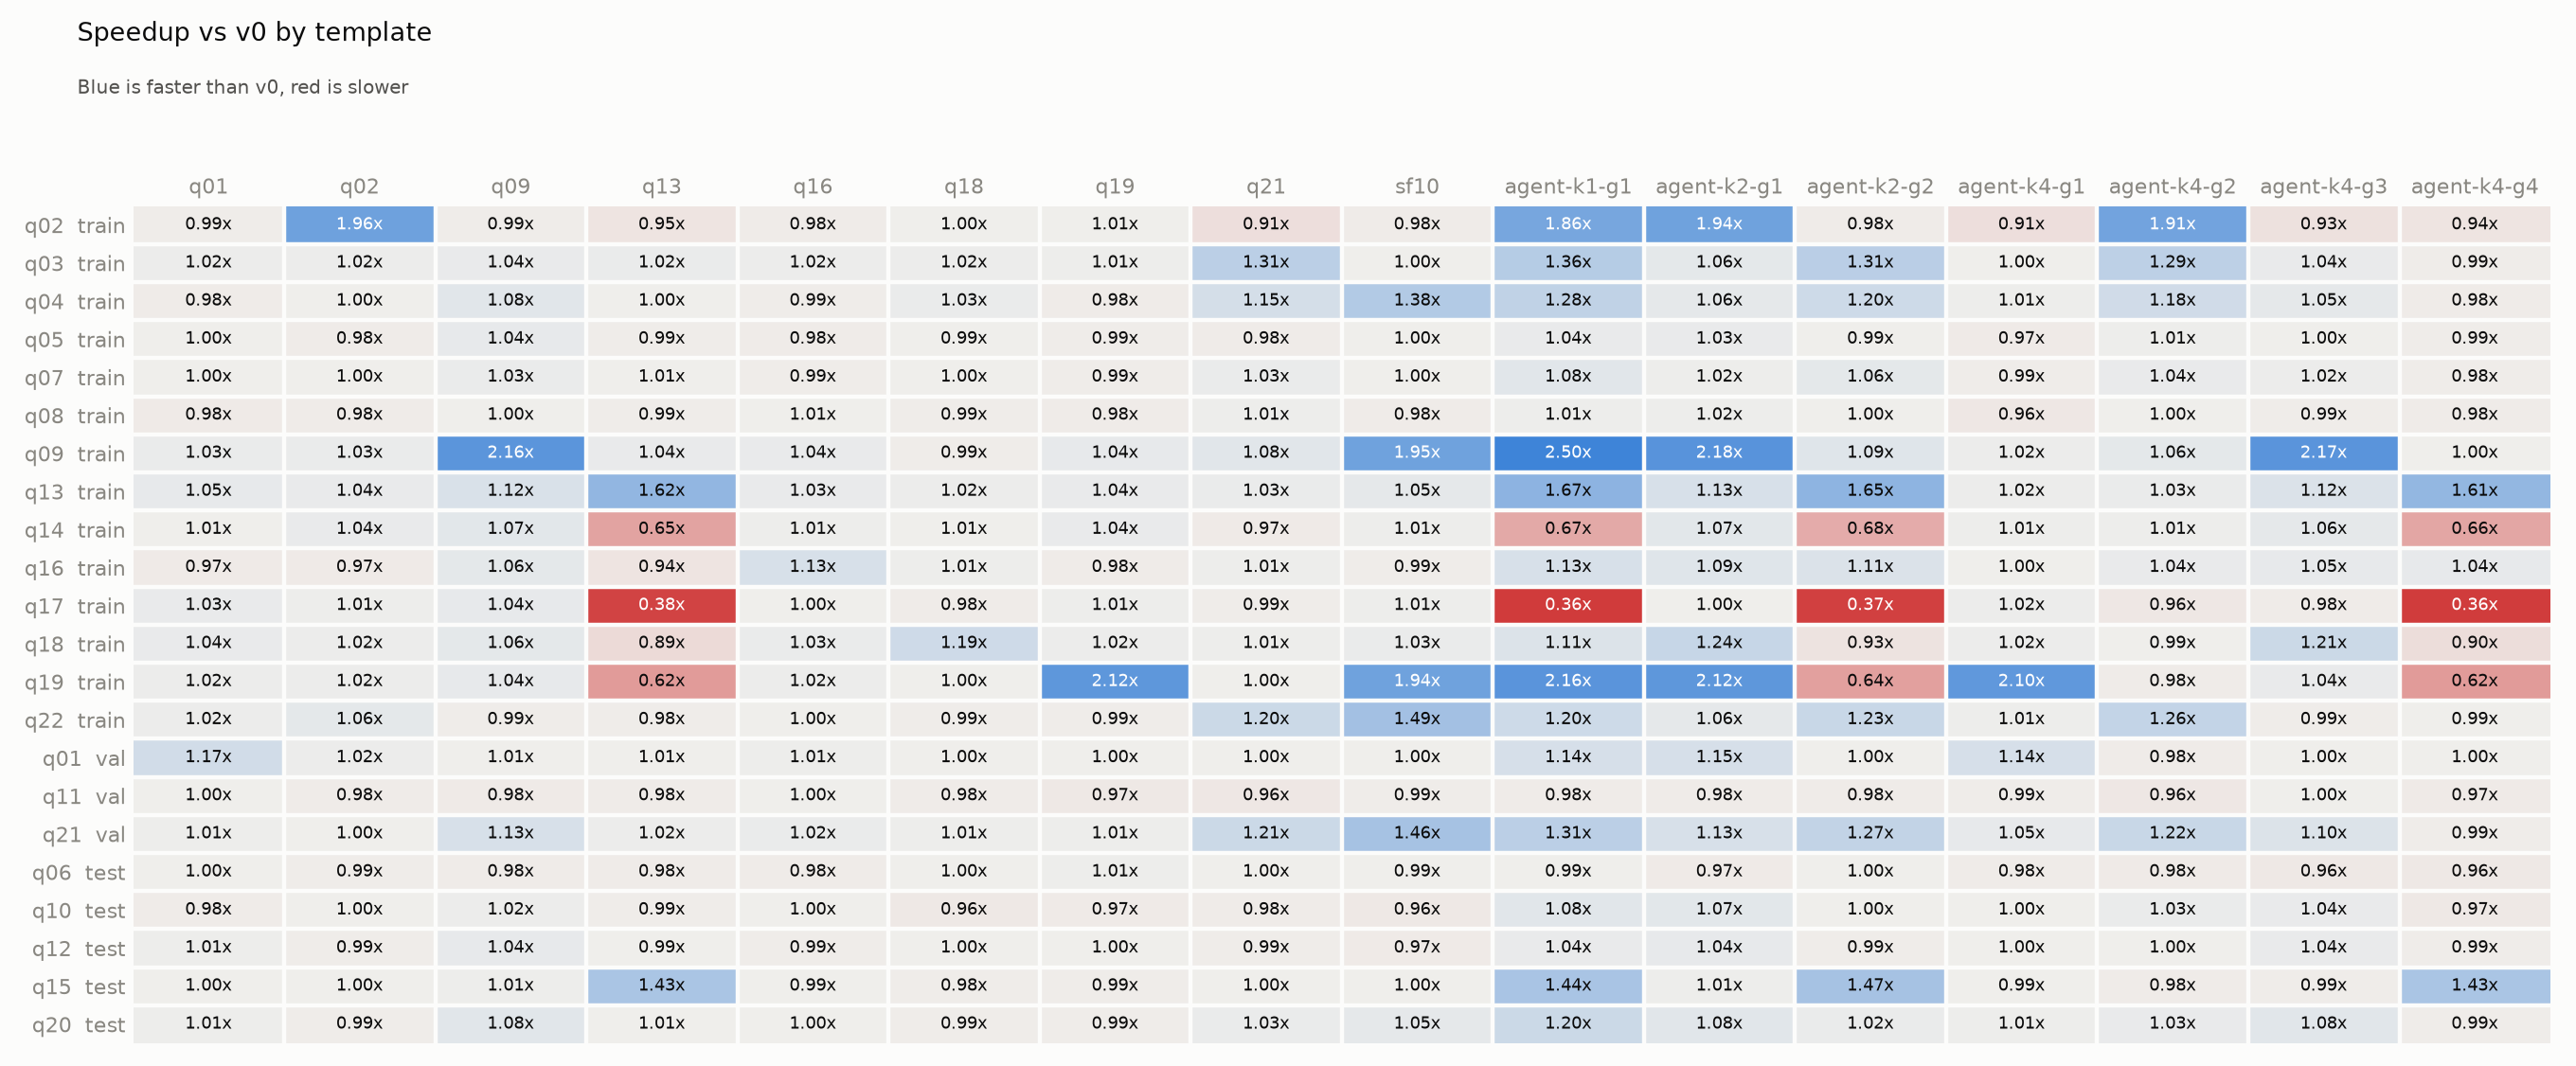 Speedup vs v0 by template
Blue is faster than v0, red is slower
q01 q02 q09 q13 q16 q18 q19 q21 sf10 agent-k1-g1 agent-k2-g1 agent-k2-g2 agent-k4-g1 agent-k4-g2 agent-k4-g3 agent-k4-g4
q02 train 0.99x 1.96x 0.99x 0.95x 0.98x 1.00x 1.01x 0.91x 0.98x 1.86x 1.94x 0.98x 0.91x 1.91x 0.93x 0.94x
q03 train 1.02x 1.02x 1.04x 1.02x 1.02x 1.02x 1.01x 1.31x 1.00x 1.36x 1.06x 1.31x 1.00x 1.29x 1.04x 0.99x
q04 train 0.98x 1.00x 1.08x 1.00x 0.99x 1.03x 0.98x 1.15x 1.38x 1.28x 1.06x 1.20x 1.01x 1.18x 1.05x 0.98x
q05 train 1.00x 0.98x 1.04x 0.99x 0.98x 0.99x 0.99x 0.98x 1.00x 1.04x 1.03x 0.99x 0.97x 1.01x 1.00x 0.99x
q07 train 1.00x 1.00x 1.03x 1.01x 0.99x 1.00x 0.99x 1.03x 1.00x 1.08x 1.02x 1.06x 0.99x 1.04x 1.02x 0.98x
q08 train 0.98x 0.98x 1.00x 0.99x 1.01x 0.99x 0.98x 1.01x 0.98x 1.01x 1.02x 1.00x 0.96x 1.00x 0.99x 0.98x
q09 train 1.03x 1.03x 2.16x 1.04x 1.04x 0.99x 1.04x 1.08x 1.95x 2.50x 2.18x 1.09x 1.02x 1.06x 2.17x 1.00x
q13 train 1.05x 1.04x 1.12x 1.62x 1.03x 1.02x 1.04x 1.03x 1.05x 1.67x 1.13x 1.65x 1.02x 1.03x 1.12x 1.61x
q14 train 1.01x 1.04x 1.07x 0.65x 1.01x 1.01x 1.04x 0.97x 1.01x 0.67x 1.07x 0.68x 1.01x 1.01x 1.06x 0.66x
q16 train 0.97x 0.97x 1.06x 0.94x 1.13x 1.01x 0.98x 1.01x 0.99x 1.13x 1.09x 1.11x 1.00x 1.04x 1.05x 1.04x
q17 train 1.03x 1.01x 1.04x 0.38x 1.00x 0.98x 1.01x 0.99x 1.01x 0.36x 1.00x 0.37x 1.02x 0.96x 0.98x 0.36x
q18 train 1.04x 1.02x 1.06x 0.89x 1.03x 1.19x 1.02x 1.01x 1.03x 1.11x 1.24x 0.93x 1.02x 0.99x 1.21x 0.90x
q19 train 1.02x 1.02x 1.04x 0.62x 1.02x 1.00x 2.12x 1.00x 1.94x 2.16x 2.12x 0.64x 2.10x 0.98x 1.04x 0.62x
q22 train 1.02x 1.06x 0.99x 0.98x 1.00x 0.99x 0.99x 1.20x 1.49x 1.20x 1.06x 1.23x 1.01x 1.26x 0.99x 0.99x
q01 val 1.17x 1.02x 1.01x 1.01x 1.01x 1.00x 1.00x 1.00x 1.00x 1.14x 1.15x 1.00x 1.14x 0.98x 1.00x 1.00x
q11 val 1.00x 0.98x 0.98x 0.98x 1.00x 0.98x 0.97x 0.96x 0.99x 0.98x 0.98x 0.98x 0.99x 0.96x 1.00x 0.97x
q21 val 1.01x 1.00x 1.13x 1.02x 1.02x 1.01x 1.01x 1.21x 1.46x 1.31x 1.13x 1.27x 1.05x 1.22x 1.10x 0.99x
q06 test 1.00x 0.99x 0.98x 0.98x 0.98x 1.00x 1.01x 1.00x 0.99x 0.99x 0.97x 1.00x 0.98x 0.98x 0.96x 0.96x
q10 test 0.98x 1.00x 1.02x 0.99x 1.00x 0.96x 0.97x 0.98x 0.96x 1.08x 1.07x 1.00x 1.00x 1.03x 1.04x 0.97x
q12 test 1.01x 0.99x 1.04x 0.99x 0.99x 1.00x 1.00x 0.99x 0.97x 1.04x 1.04x 0.99x 1.00x 1.00x 1.04x 0.99x
q15 test 1.00x 1.00x 1.01x 1.43x 0.99x 0.98x 0.99x 1.00x 1.00x 1.44x 1.01x 1.47x 0.99x 0.98x 0.99x 1.43x
q20 test 1.01x 0.99x 1.08x 1.01x 1.00x 0.99x 0.99x 1.03x 1.05x 1.20x 1.08x 1.02x 1.01x 1.03x 1.08x 0.99x